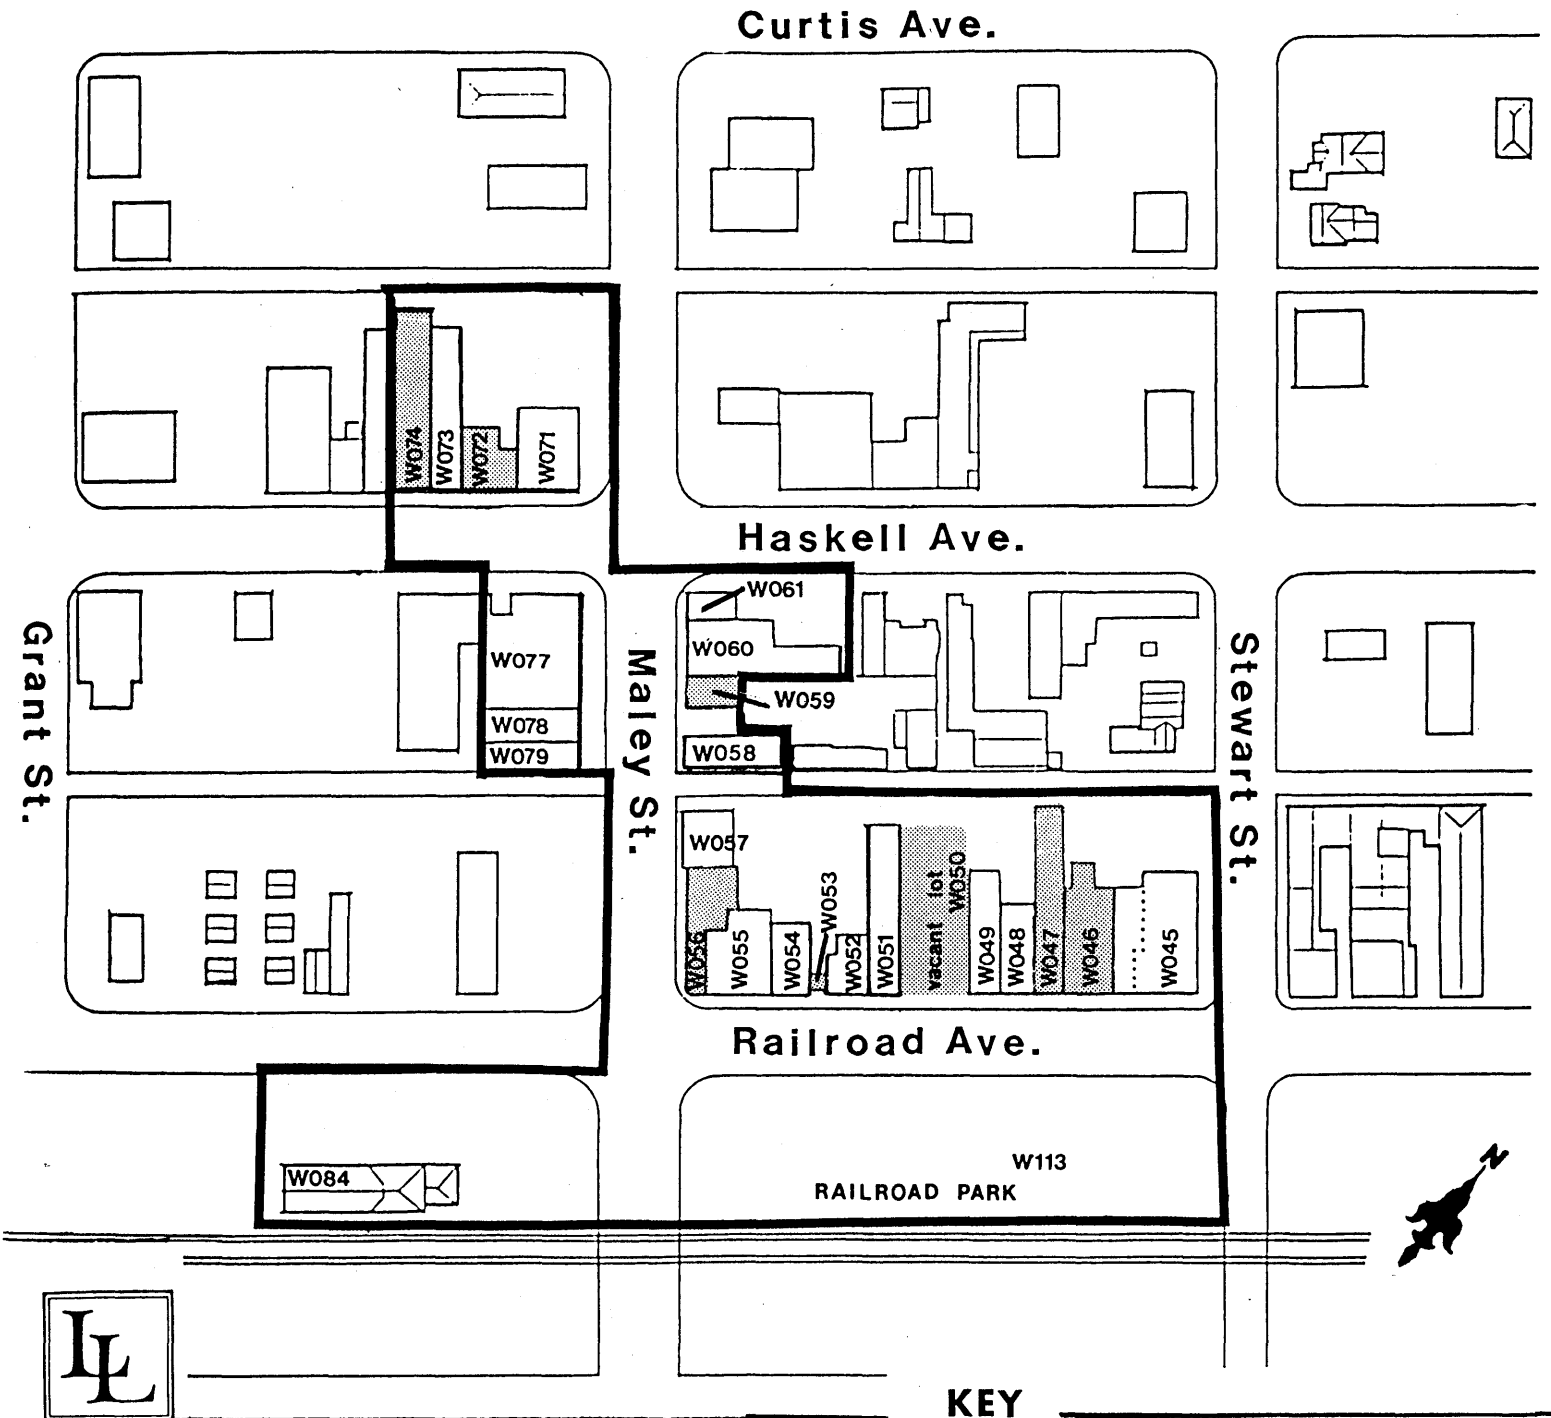 Curtis Ave.
W074
W073
W072
W071
Haskell Ave.
W061
W060
W059
W058
W077
W078
W079
Grant St.
Maley St.
Stewart St.
W057
W056
W055
W054
W053
W052
W051
vacant lot
W050
W049
W048
W047
W046
W045
Railroad Ave.
W084
W113
RAILROAD PARK
N
LL
KEY